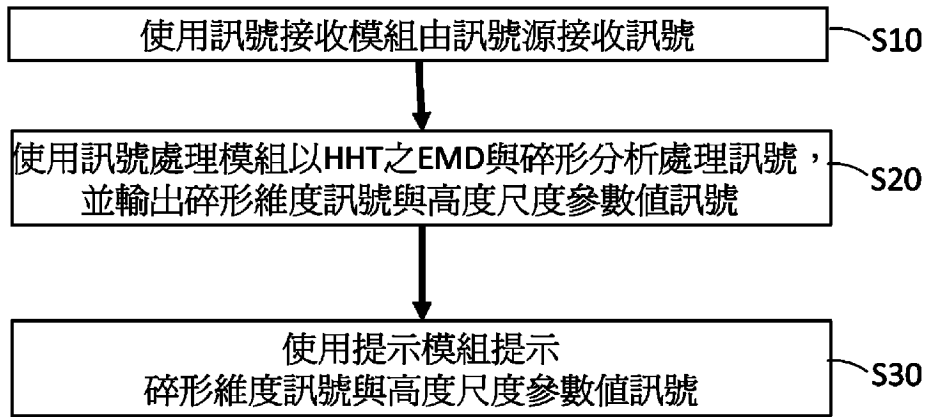 使用訊號接收模組由訊號源接收訊號
S10
使用訊號處理模組以HHT之EMD與碎形分析處理訊號，
並輸出碎形維度訊號與高度尺度參數值訊號
S20
使用提示模組提示
碎形維度訊號與高度尺度參數值訊號
S30